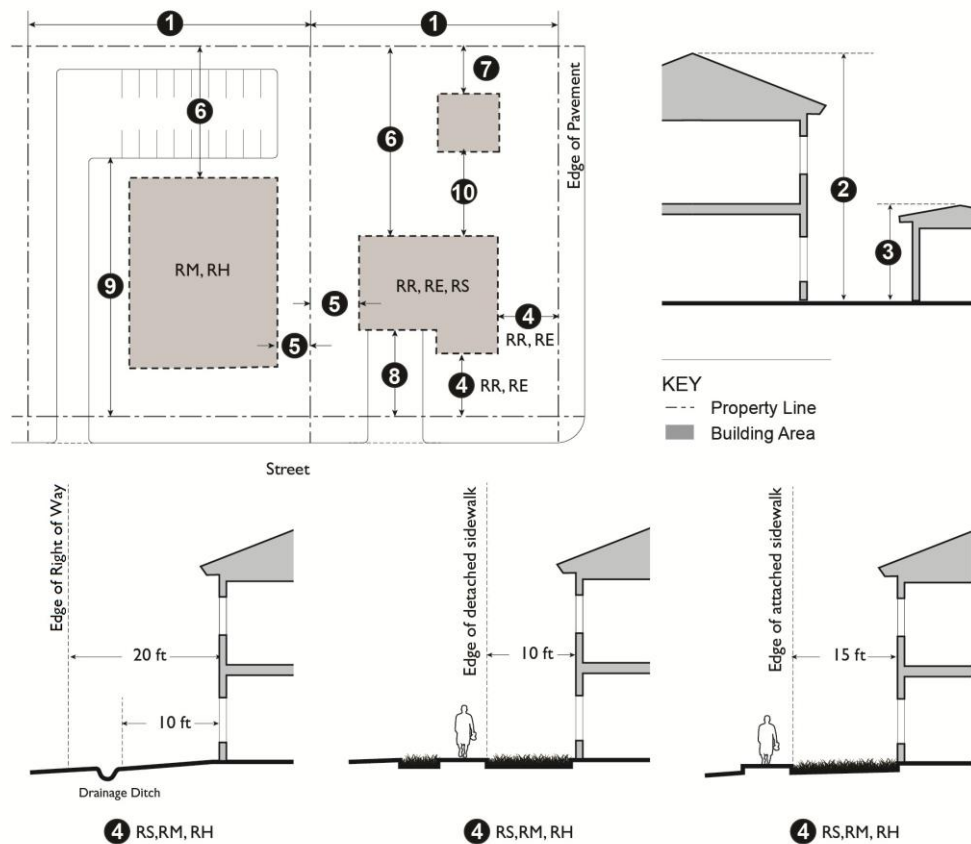 1 1
7
6
6
Edge of Pavement
10
2
3
RM, RH
RR, RE, RS
9
5
4
RR, RE
5
8
4 RR, RE
KEY
Property Line
Building Area
Street
Edge of Right of Way
20 ft
10 ft
Drainage Ditch
4 RS,RM, RH
Edge of detached sidewalk
10 ft
4 RS,RM, RH
Edge of attached sidewalk
15 ft
4 RS,RM, RH